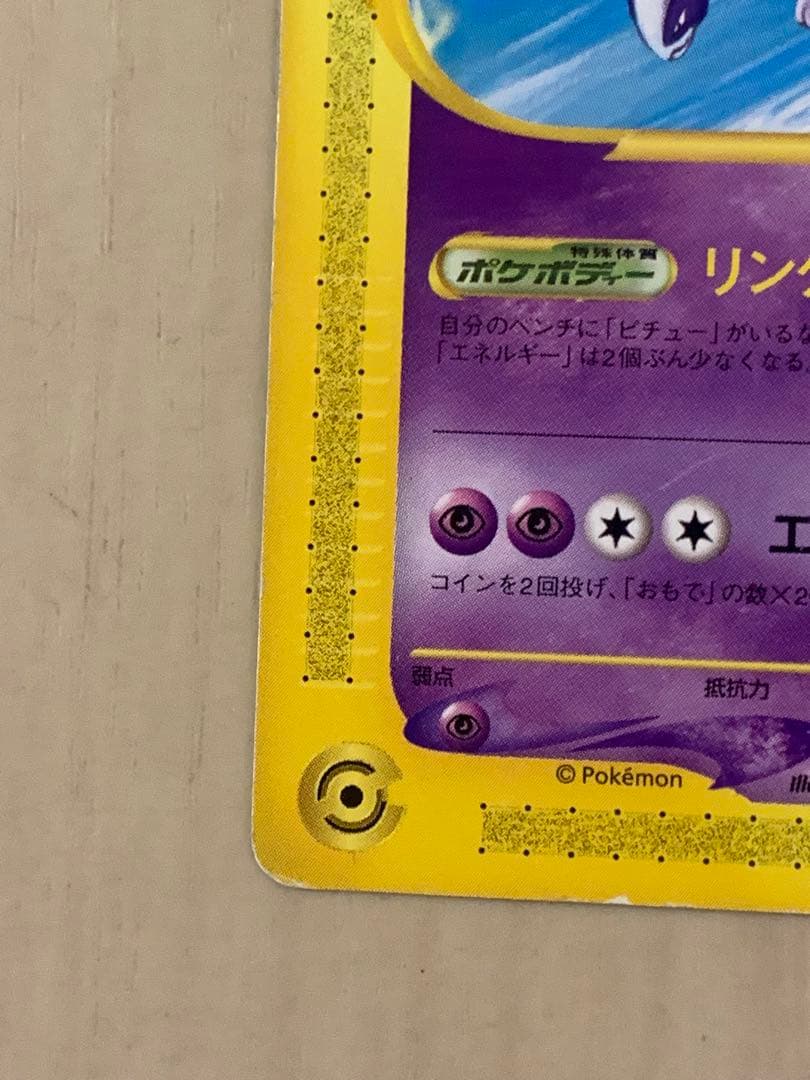 特殊体質
ポケボディー
リンク
自分のベンチに「ピチュー」がいるな
「エネルギー」は2個ぶん少なくなる。
エ
コインを2回投げ、「おもて」の数×2
弱点
抵抗力
© Pokémon
Illu